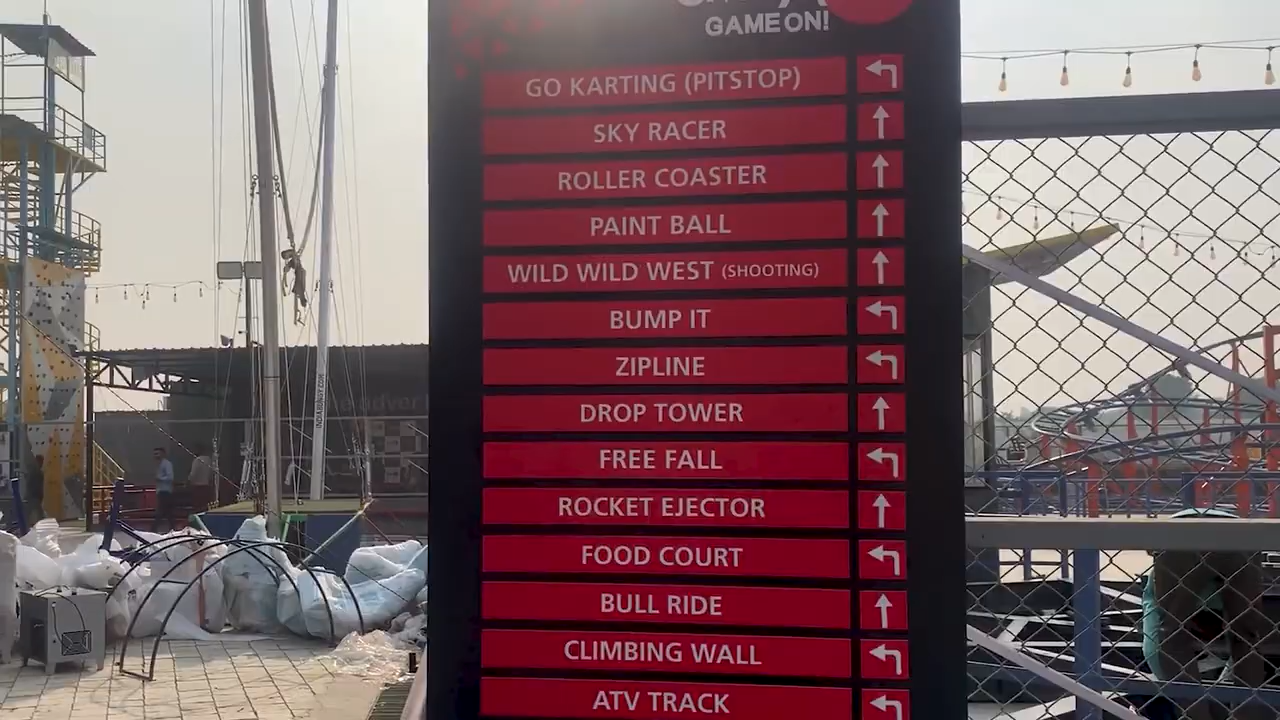 GAME ON!
GO KARTING (PITSTOP)
SKY RACER
ROLLER COASTER
PAINT BALL
WILD WILD WEST (SHOOTING)
BUMP IT
ZIPLINE
DROP TOWER
FREE FALL
ROCKET EJECTOR
FOOD COURT
BULL RIDE
CLIMBING WALL
ATV TRACK